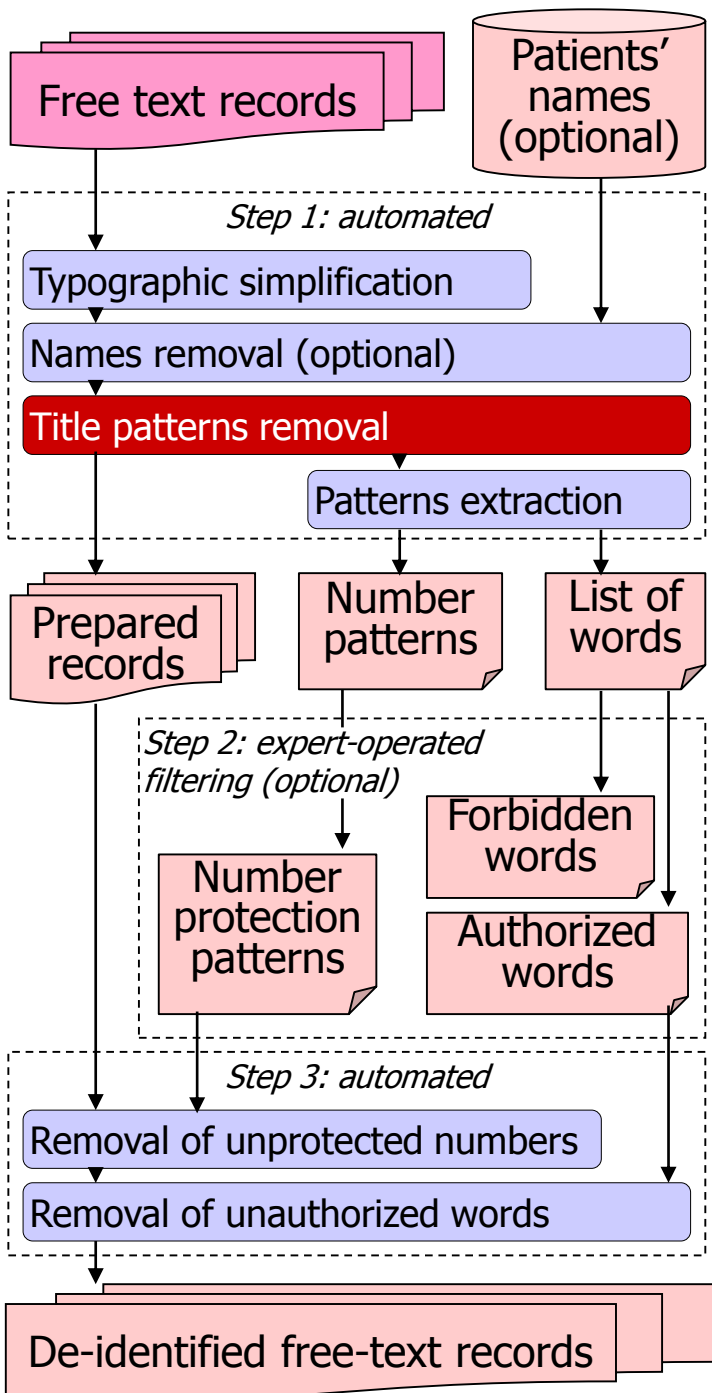 Free text records
Patients’
names
(optional)
Step 1: automated
Typographic simplification
Names removal (optional)
Title patterns removal
Patterns extraction
Prepared
records
Number
patterns
List of
words
Step 2: expert-operated
filtering (optional)
Forbidden
words
Number
protection
patterns
Authorized
words
Step 3: automated
Removal of unprotected numbers
Removal of unauthorized words
De-identified free-text records